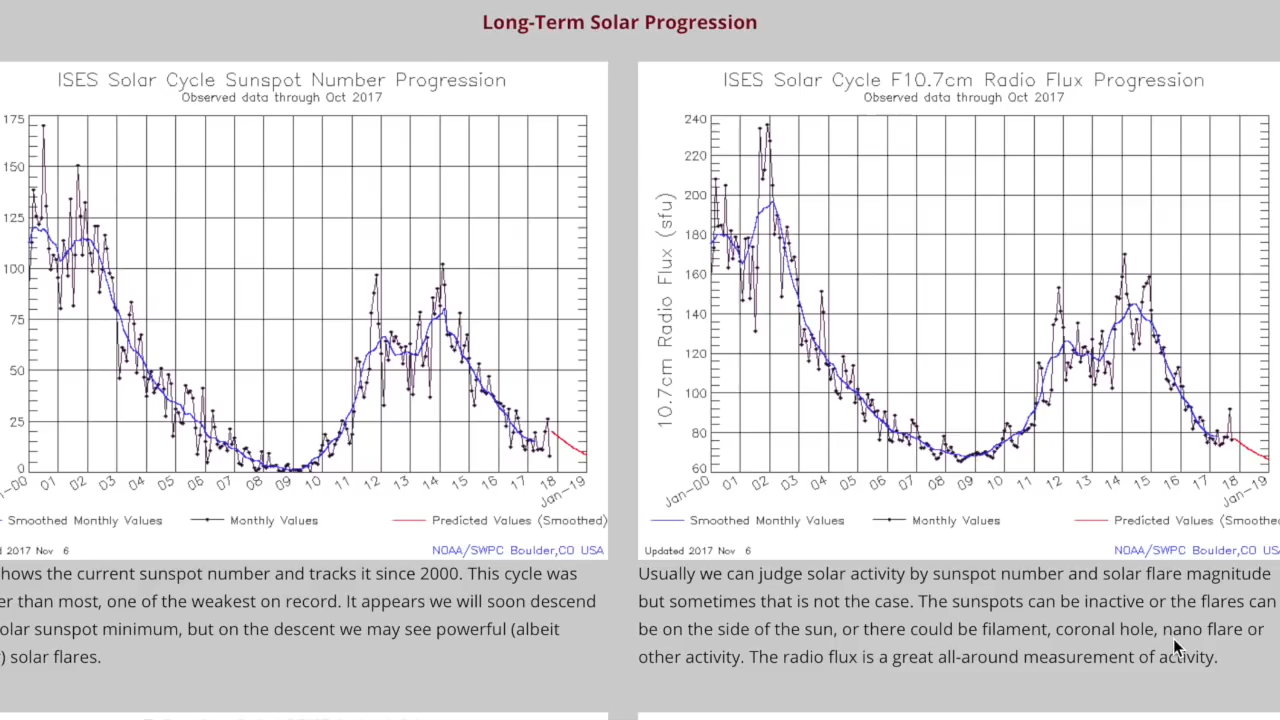 Long-Term Solar Progression
ISES Solar Cycle Sunspot Number Progression
Observed data through Oct 2017
175
150
125
100
75
50
25
0
01 02 03 04 05 06 07 08 09 10 11 12 13 14 15 16 17 18 Jan-19
Smoothed Monthly Values Monthly Values Predicted Values (Smoothed)
2017 Nov 6 NOAA/SWPC Boulder,CO USA
hows the current sunspot number and tracks it since 2000. This cycle was
er than most, one of the weakest on record. It appears we will soon descend
olar sunspot minimum, but on the descent we may see powerful (albeit
) solar flares.
ISES Solar Cycle F10.7cm Radio Flux Progression
Observed data through Oct 2017
10.7cm Radio Flux (sfu)
240
220
200
180
160
140
120
100
80
60
Jan-00 01 02 03 04 05 06 07 08 09 10 11 12 13 14 15 16 17 18 Jan-19
Smoothed Monthly Values Monthly Values Predicted Values (Smoothe
Updated 2017 Nov 6 NOAA/SWPC Boulder,CO US
Usually we can judge solar activity by sunspot number and solar flare magnitude
but sometimes that is not the case. The sunspots can be inactive or the flares can
be on the side of the sun, or there could be filament, coronal hole, nano flare or
other activity. The radio flux is a great all-around measurement of activity.